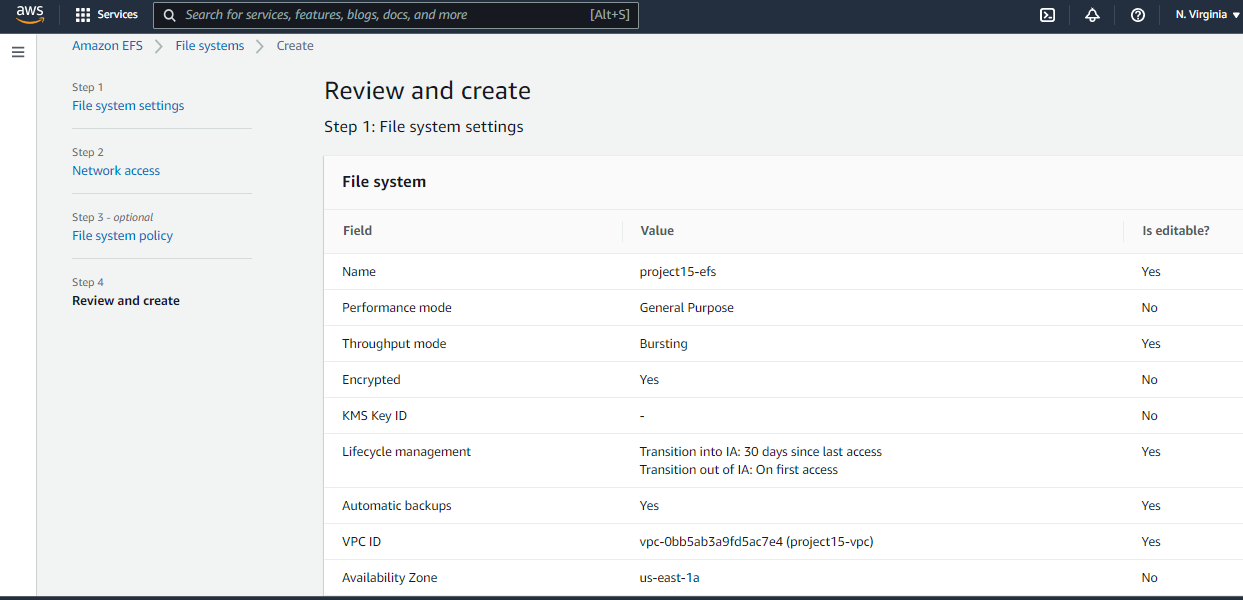 aws
Services
Search for services, features, blogs, docs, and more
[Alt+S]
N. Virginia
Amazon EFS
File systems
Create
Step 1
File system settings
Step 2
Network access
Step 3 - optional
File system policy
Step 4
Review and create
Review and create
Step 1: File system settings
File system
Field Value Is editable?
Name project15-efs Yes
Performance mode General Purpose No
Throughput mode Bursting Yes
Encrypted Yes No
KMS Key ID - No
Lifecycle management Transition into IA: 30 days since last access Yes
Transition out of IA: On first access
Automatic backups Yes Yes
VPC ID vpc-0bb5ab3a9fd5ac7e4 (project15-vpc) Yes
Availability Zone us-east-1a No